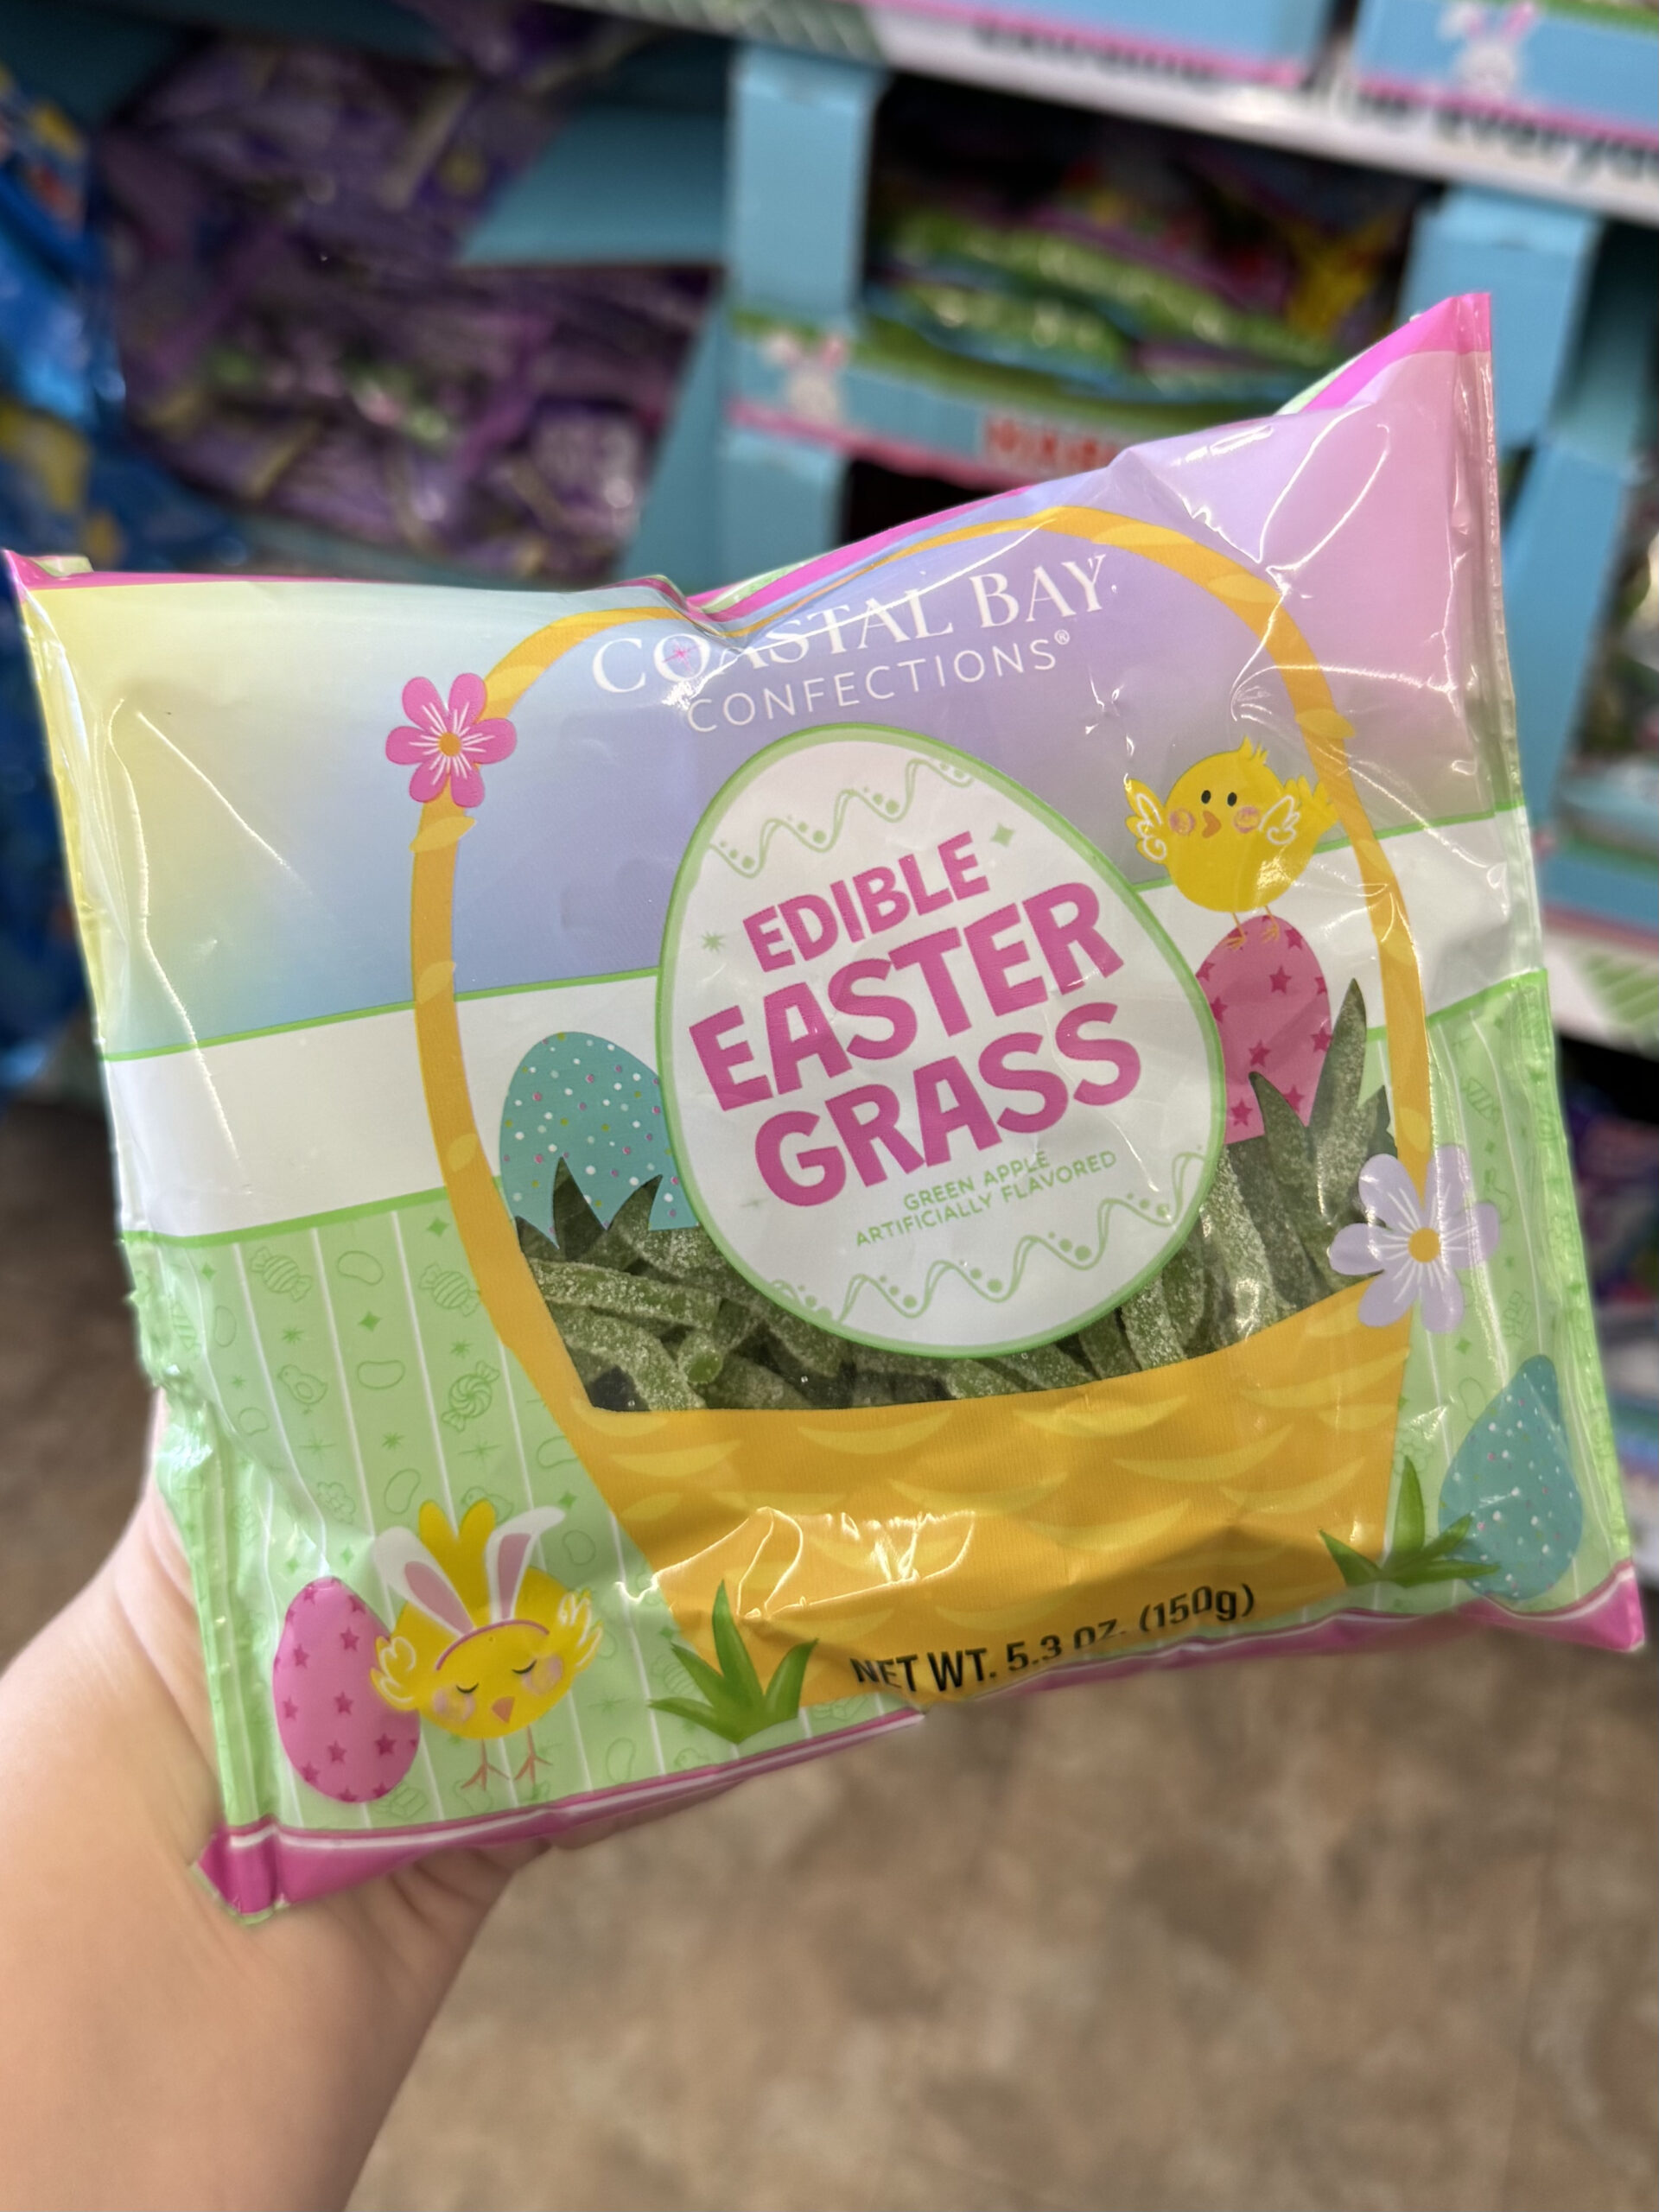 COASTAL BAY
CONFECTIONS®
EDIBLE
EASTER
GRASS
GREEN APPLE
ARTIFICIALLY FLAVORED
NET WT. 5.3 OZ. (150g)